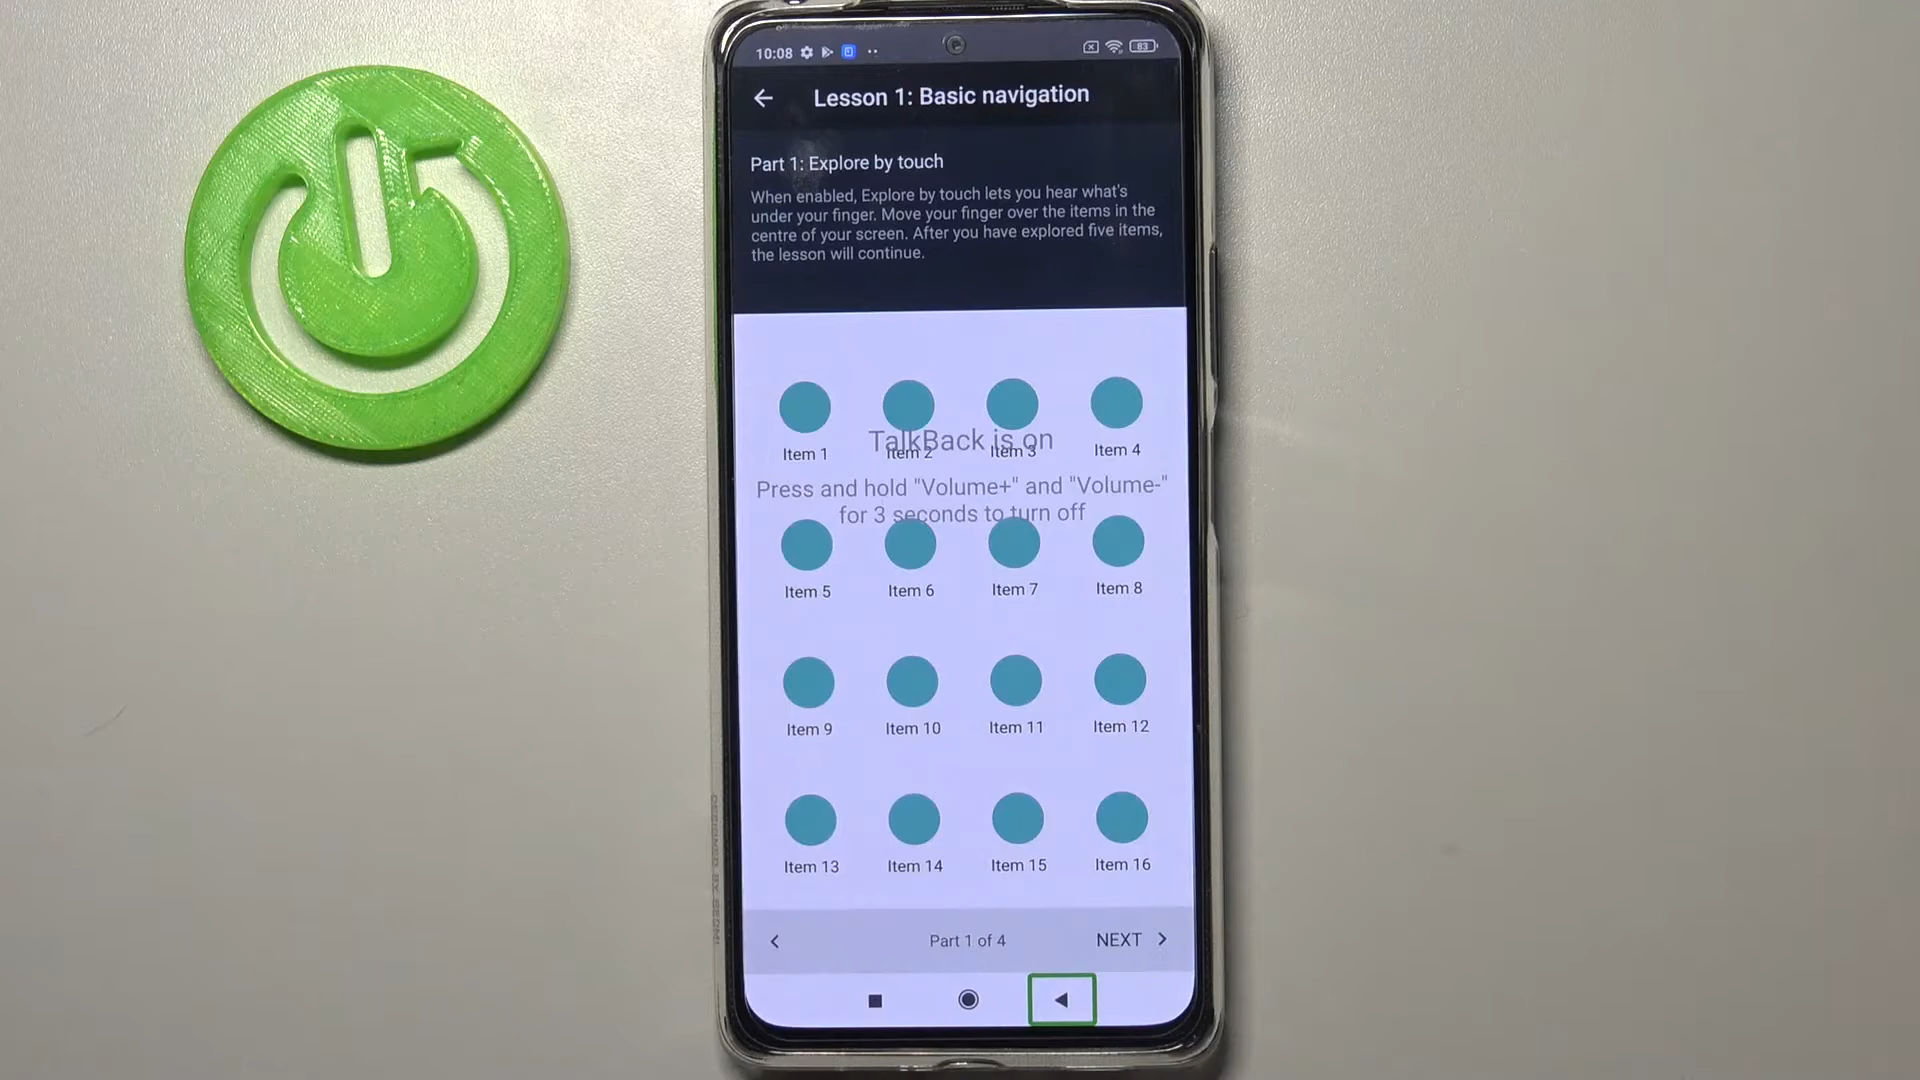 10:08
83
Lesson 1: Basic navigation
Part 1: Explore by touch
When enabled, Explore by touch lets you hear what's
under your finger. Move your finger over the items in the
centre of your screen. After you have explored five items,
the lesson will continue.
Item 1 Item 2 Item 3 Item 4
TalkBack is on
Press and hold "Volume+" and "Volume-"
for 3 seconds to turn off
Item 5 Item 6 Item 7 Item 8
Item 9 Item 10 Item 11 Item 12
Item 13 Item 14 Item 15 Item 16
Part 1 of 4
NEXT